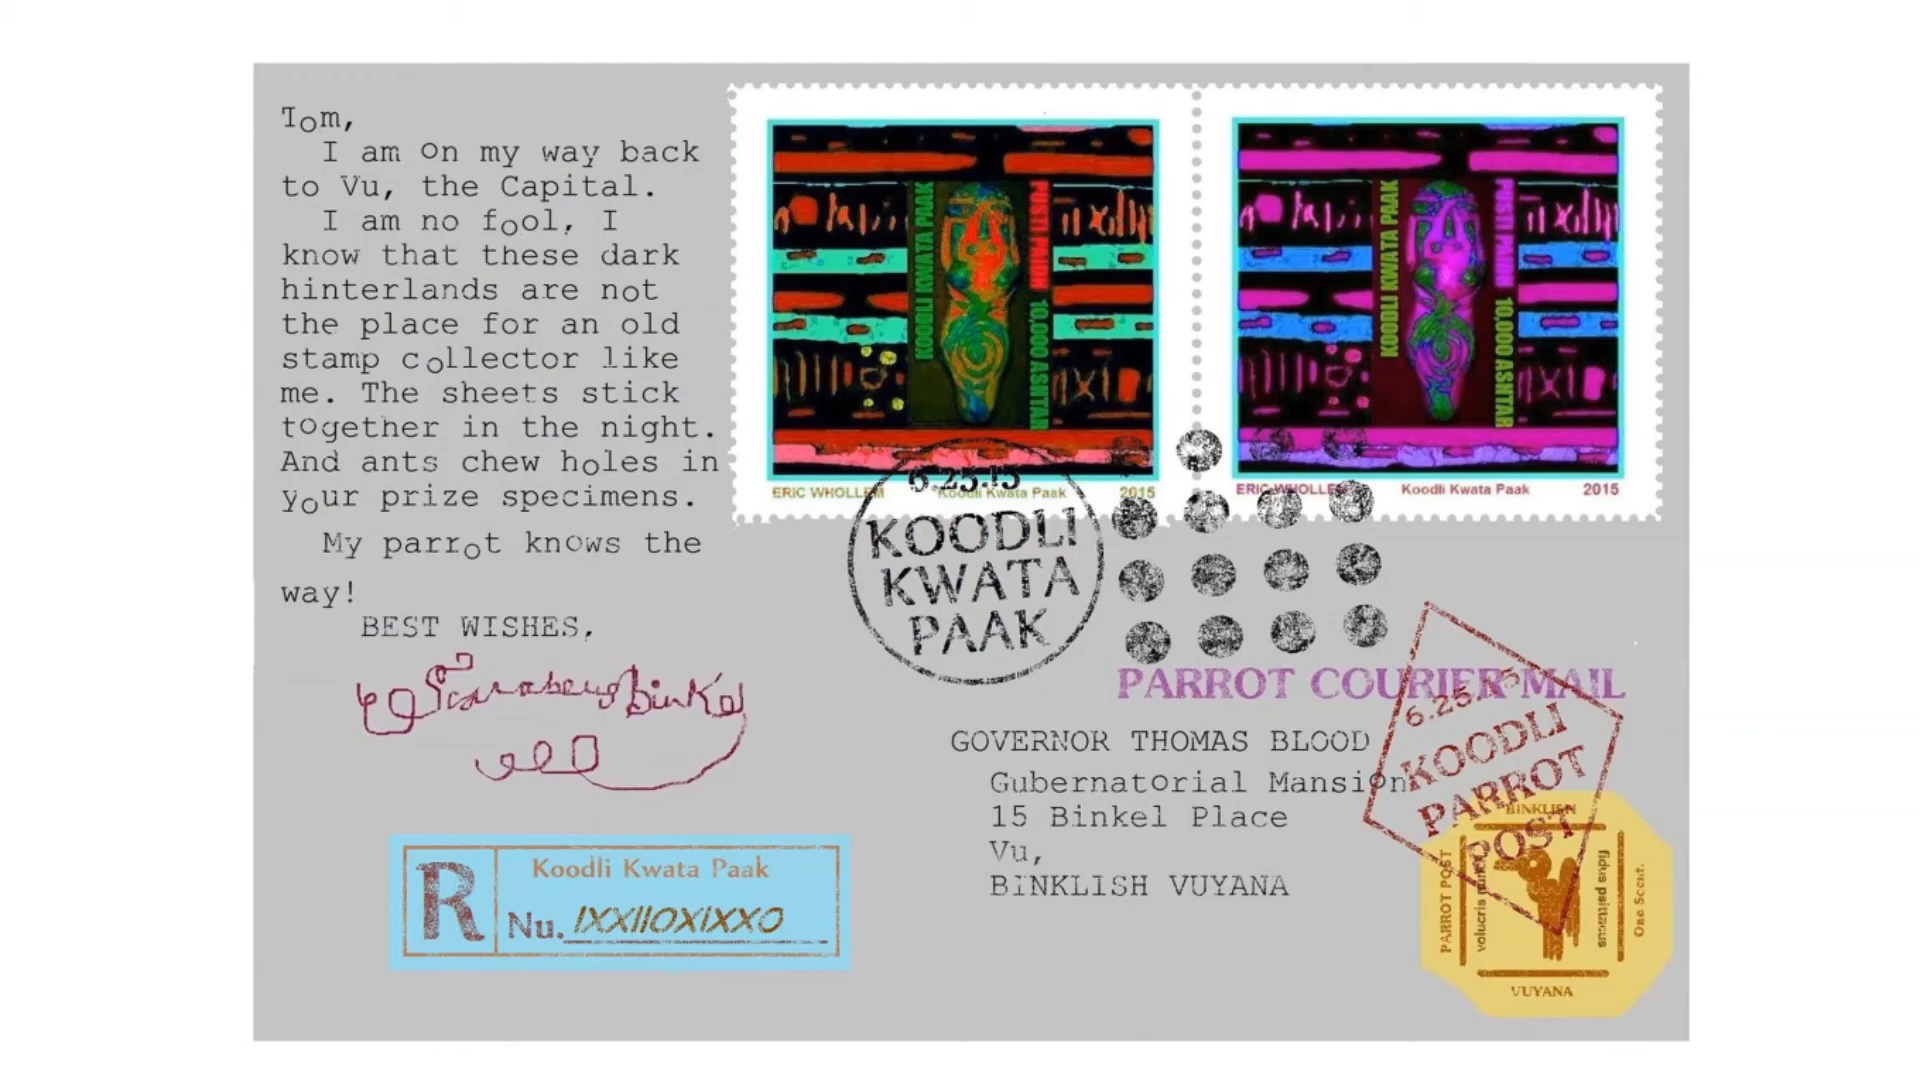 Tom,
I am on my way back
to Vu, the Capital.
I am no fool, I
know that these dark
hinterlands are not
the place for an old
stamp collector like
me. The sheets stick
together in the night.
And ants chew holes in
your prize specimens.
My parrot knows the
way!
BEST WISHES,
Scarabeus Binkel
KOODLI KWATA PAAK
10,000 ASHTAR
ERIC WHOLLEM Koodli Kwata Paak 2015
KOODLI KWATA PAAK
10,000 ASHTAR
ERIC WHOLLEM Koodli Kwata Paak 2015
6.25.15
KOODLI
KWATA
PAAK
PARROT COURIER MAIL
6.25.15
KOODLI
PARROT
POST
GOVERNOR THOMAS BLOOD
Gubernatorial Mansion
15 Binkel Place
Vu,
BINKLISH VUYANA
R
Koodli Kwata Paak
Nu. IXXIIOXIXXO
BINKLISH
PARROT POST
volucris
fidus psittacus
One Scent.
VUYANA